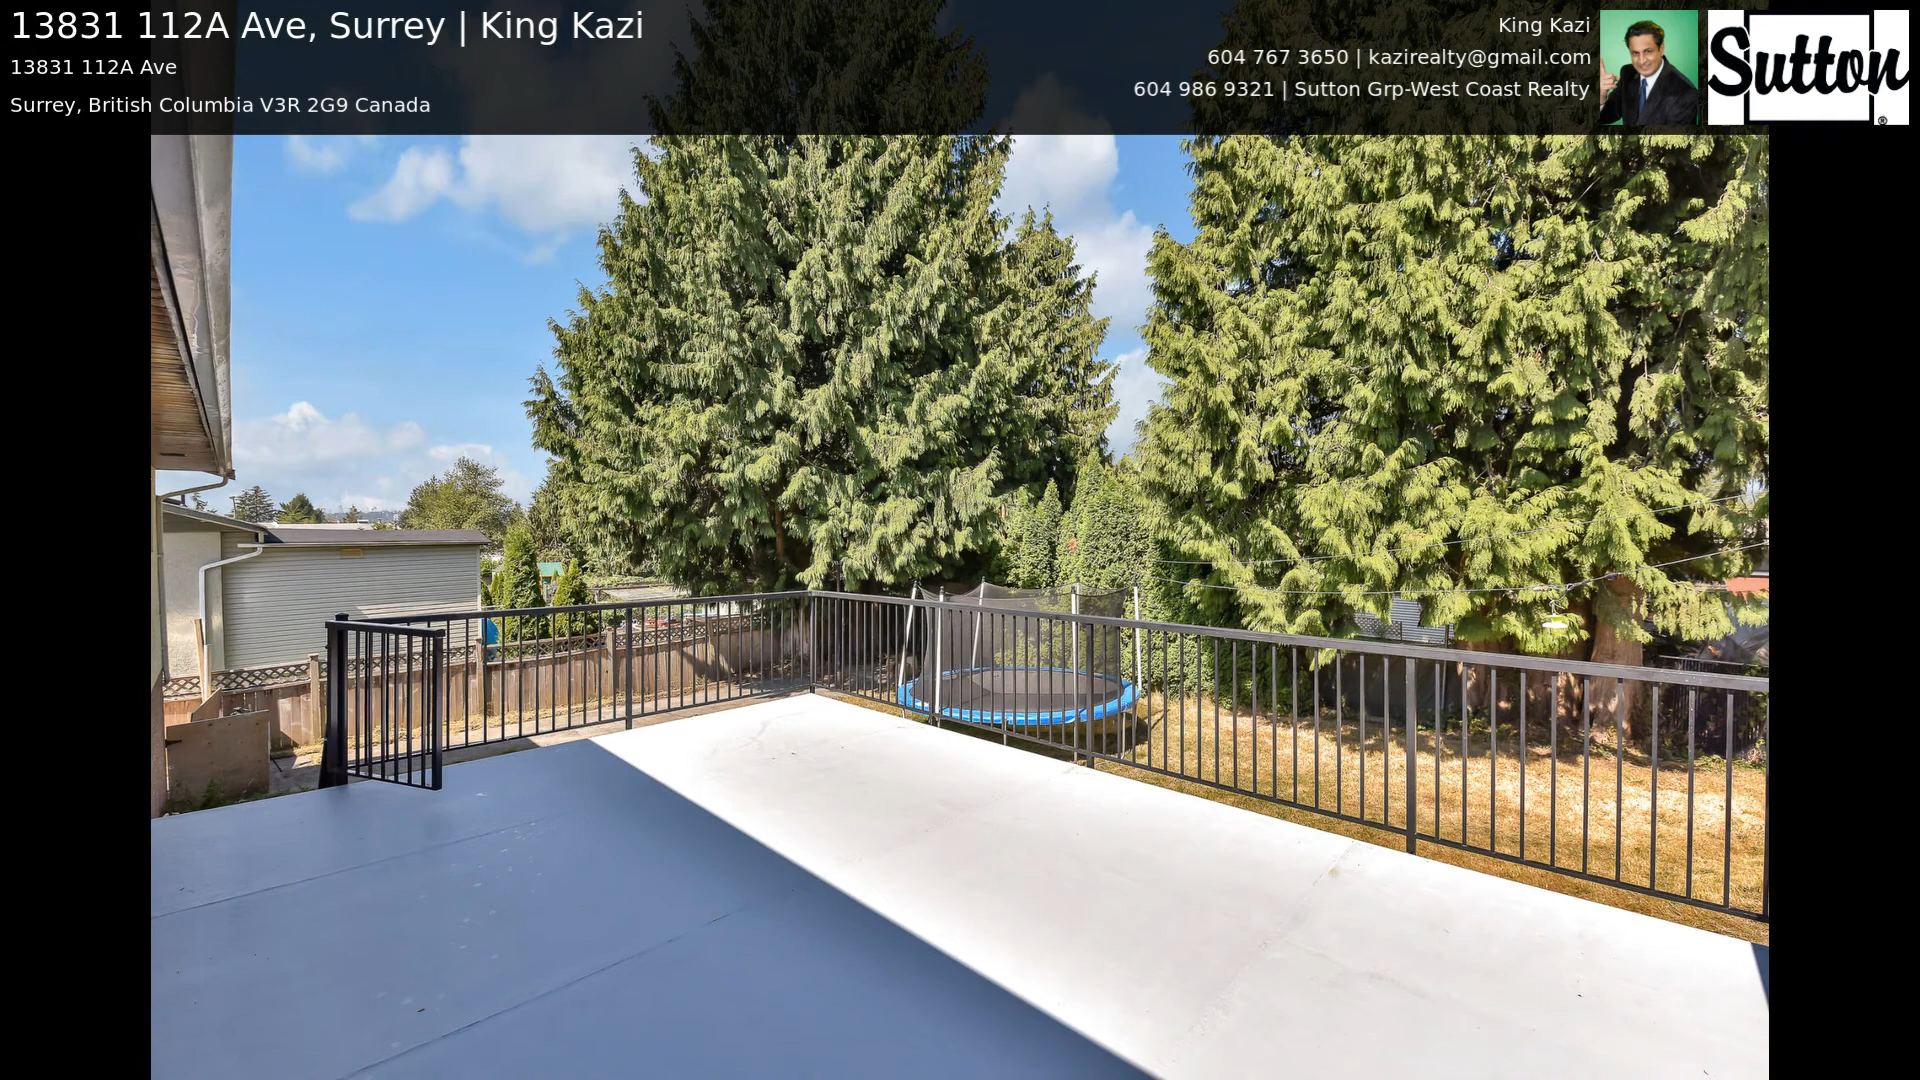 13831 112A Ave, Surrey | King Kazi
13831 112A Ave
Surrey, British Columbia V3R 2G9 Canada
King Kazi
604 767 3650 | kazirealty@gmail.com
604 986 9321 | Sutton Grp-West Coast Realty
Sutton®